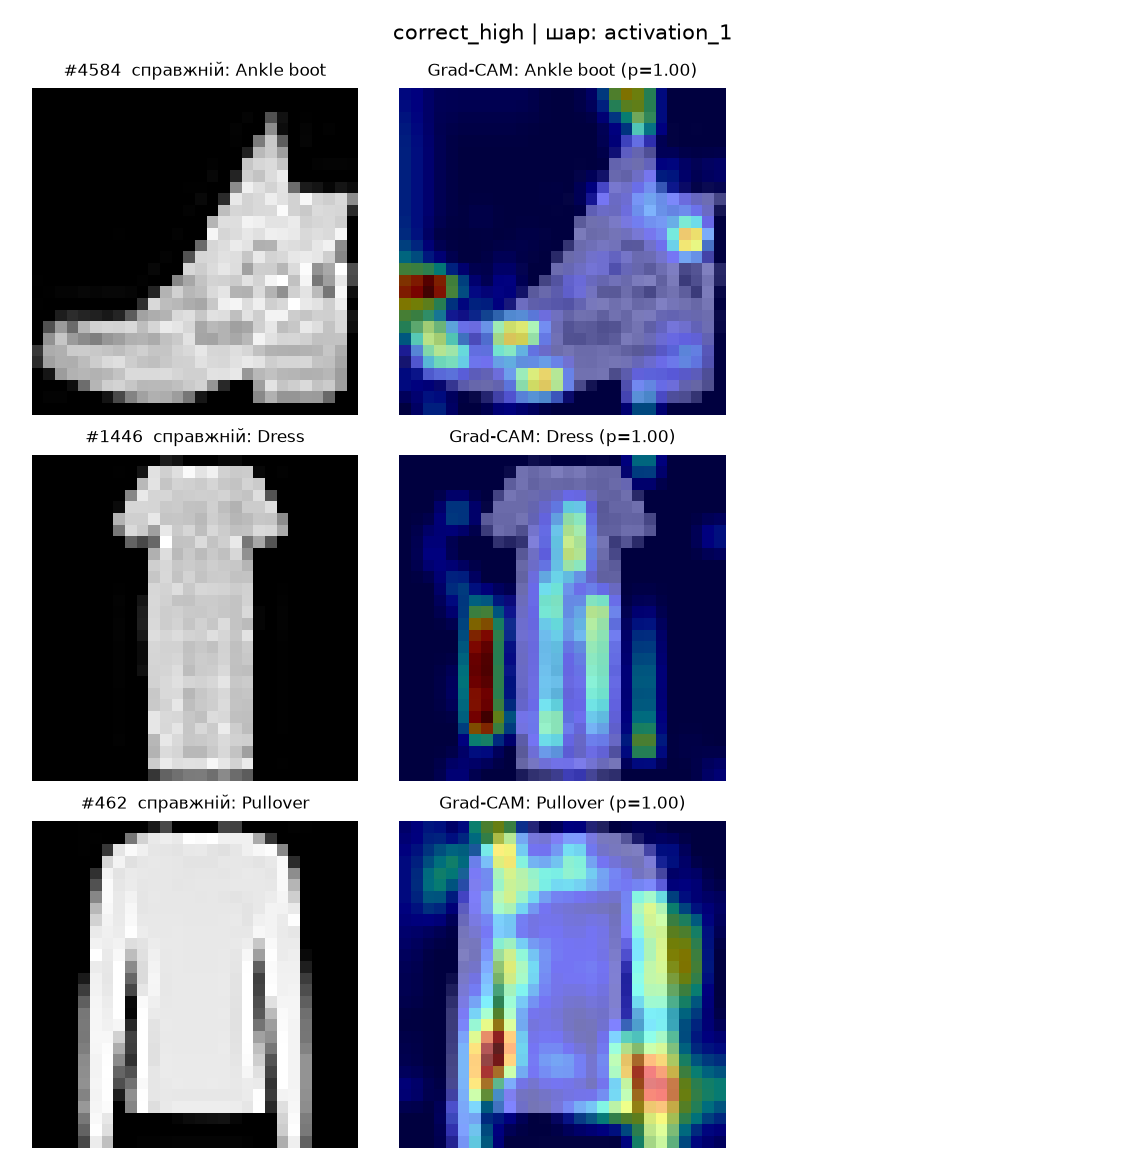 correct_high | шар: activation_1
#4584 справжній: Ankle boot
Grad-CAM: Ankle boot (p=1.00)
#1446 справжній: Dress
Grad-CAM: Dress (p=1.00)
#462 справжній: Pullover
Grad-CAM: Pullover (p=1.00)